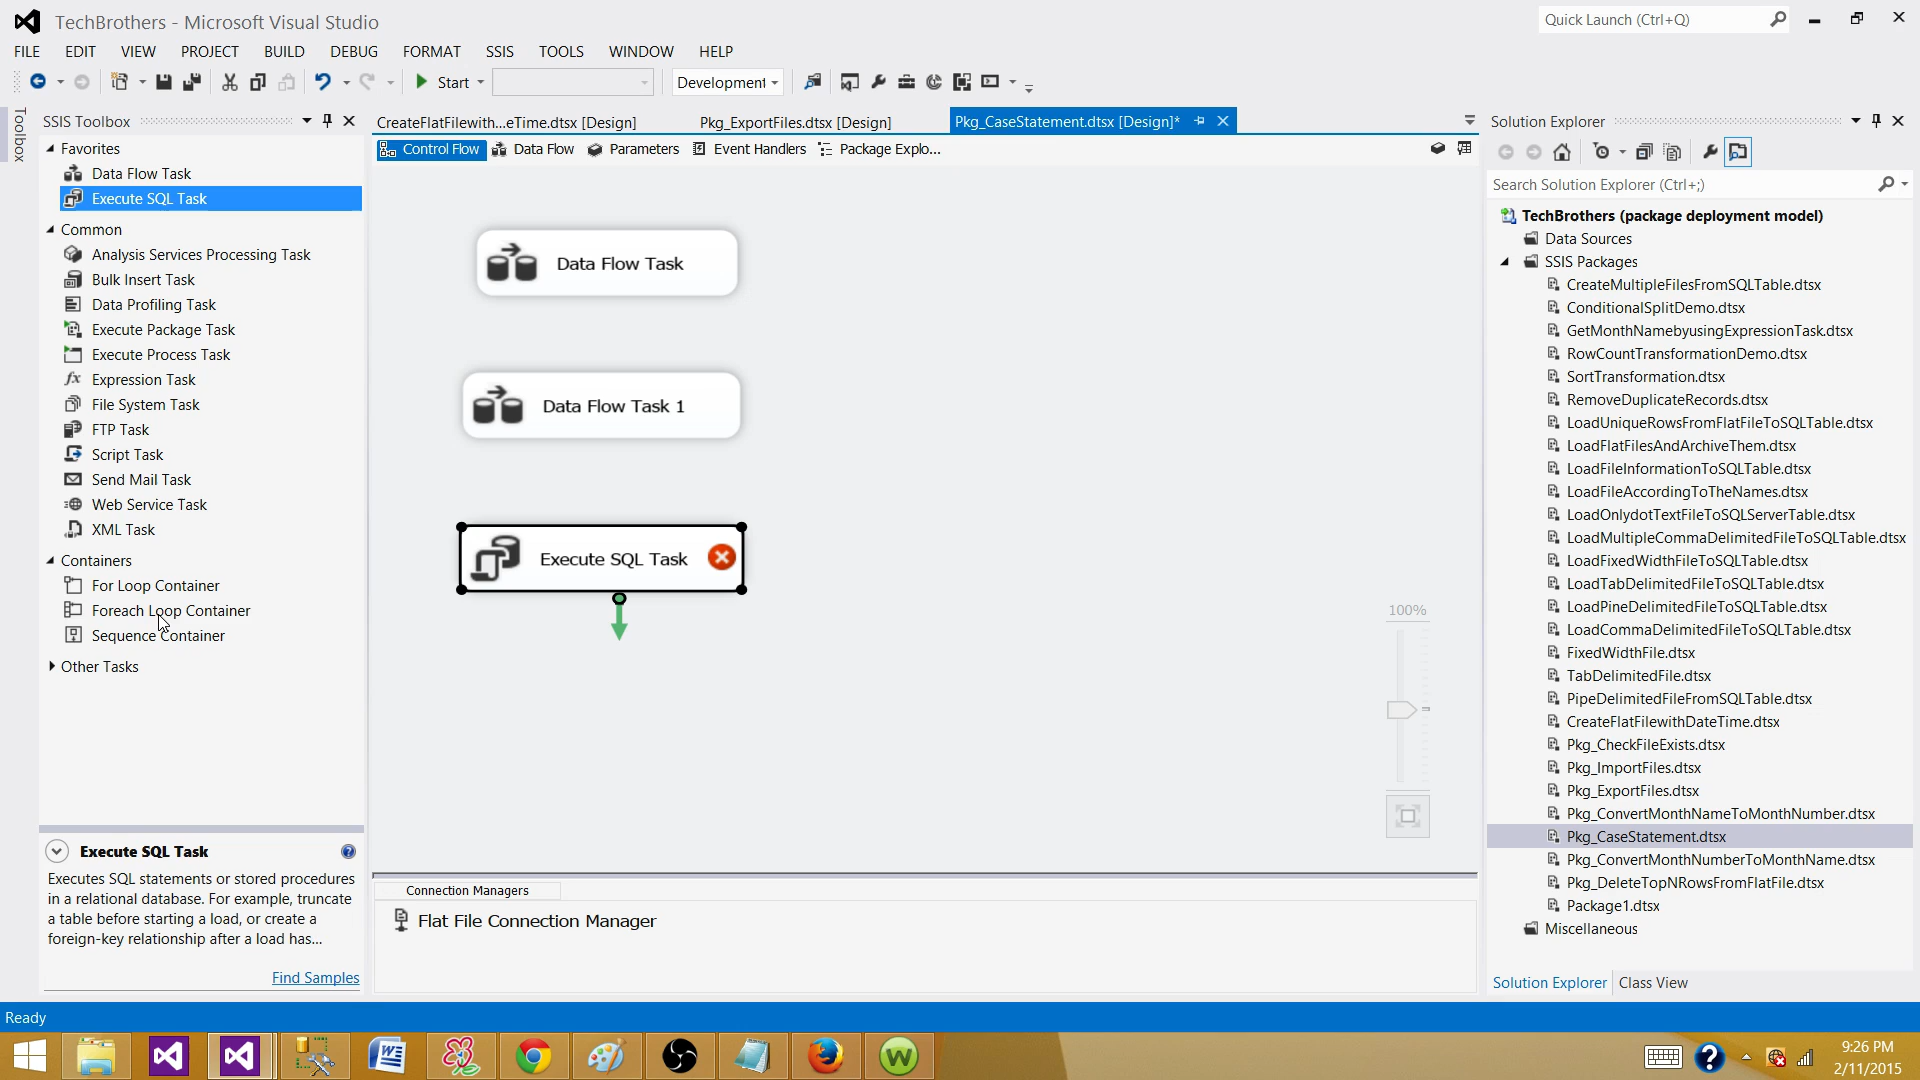 TechBrothers - Microsoft Visual Studio
Quick Launch (Ctrl+Q)
FILE EDIT VIEW PROJECT BUILD DEBUG FORMAT SSIS TOOLS WINDOW HELP
Start
Development
Toolbox
SSIS Toolbox
Favorites
Data Flow Task
Execute SQL Task
Common
Analysis Services Processing Task
Bulk Insert Task
Data Profiling Task
Execute Package Task
Execute Process Task
Expression Task
File System Task
FTP Task
Script Task
Send Mail Task
Web Service Task
XML Task
Containers
For Loop Container
Foreach Loop Container
Sequence Container
Other Tasks
Execute SQL Task
Executes SQL statements or stored procedures
in a relational database. For example, truncate
a table before starting a load, or create a
foreign-key relationship after a load has...
Find Samples
CreateFlatFilewith...eTime.dtsx [Design]
Pkg_ExportFiles.dtsx [Design]
Pkg_CaseStatement.dtsx [Design]*
Control Flow
Data Flow
Parameters
Event Handlers
Package Explo...
Data Flow Task
Data Flow Task 1
Execute SQL Task
100%
Connection Managers
Flat File Connection Manager
Solution Explorer
Search Solution Explorer (Ctrl+;)
TechBrothers (package deployment model)
Data Sources
SSIS Packages
CreateMultipleFilesFromSQLTable.dtsx
ConditionalSplitDemo.dtsx
GetMonthNamebyusingExpressionTask.dtsx
RowCountTransformationDemo.dtsx
SortTransformation.dtsx
RemoveDuplicateRecords.dtsx
LoadUniqueRowsFromFlatFileToSQLTable.dtsx
LoadFlatFilesAndArchiveThem.dtsx
LoadFileInformationToSQLTable.dtsx
LoadFileAccordingToTheNames.dtsx
LoadOnlydotTextFileToSQLServerTable.dtsx
LoadMultipleCommaDelimitedFileToSQLTable.dtsx
LoadFixedWidthFileToSQLTable.dtsx
LoadTabDelimitedFileToSQLTable.dtsx
LoadPineDelimitedFileToSQLTable.dtsx
LoadCommaDelimitedFileToSQLTable.dtsx
FixedWidthFile.dtsx
TabDelimitedFile.dtsx
PipeDelimitedFileFromSQLTable.dtsx
CreateFlatFilewithDateTime.dtsx
Pkg_CheckFileExists.dtsx
Pkg_ImportFiles.dtsx
Pkg_ExportFiles.dtsx
Pkg_ConvertMonthNameToMonthNumber.dtsx
Pkg_CaseStatement.dtsx
Pkg_ConvertMonthNumberToMonthName.dtsx
Pkg_DeleteTopNRowsFromFlatFile.dtsx
Package1.dtsx
Miscellaneous
Solution Explorer
Class View
Ready
9:26 PM
2/11/2015